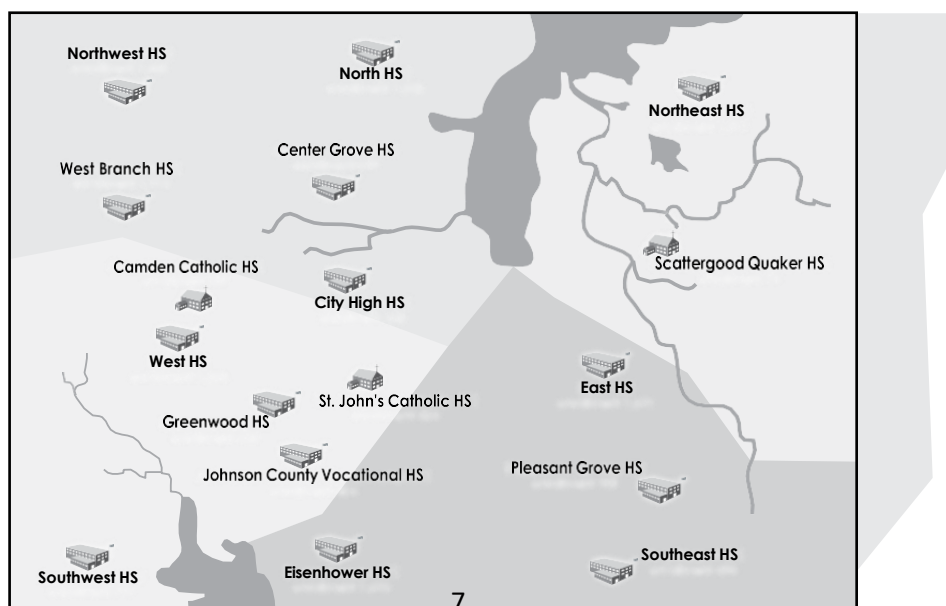 Northwest HS
North HS
Northeast HS
Center Grove HS
West Branch HS
Camden Catholic HS
Scattergood Quaker HS
City High HS
West HS
East HS
St. John's Catholic HS
Greenwood HS
Johnson County Vocational HS
Pleasant Grove HS
Southeast HS
Southwest HS
Eisenhower HS
7